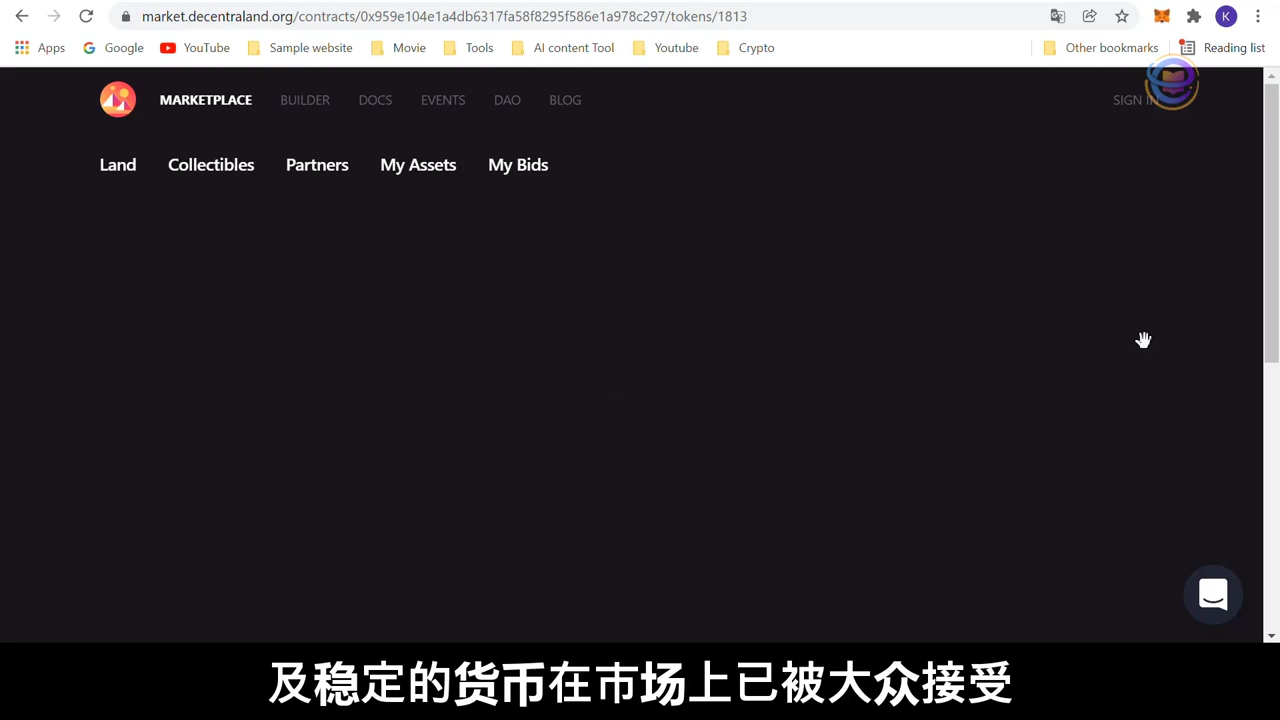 market.decentraland.org/contracts/0x959e104e1a4db6317fa58f8295f586e1a978c297/tokens/1813
K
Apps Google YouTube Sample website Movie Tools AI content Tool Youtube Crypto Other bookmarks Reading list
MARKETPLACE BUILDER DOCS EVENTS DAO BLOG SIGN IN
Land Collectibles Partners My Assets My Bids
及稳定的货币在市场上已被大众接受